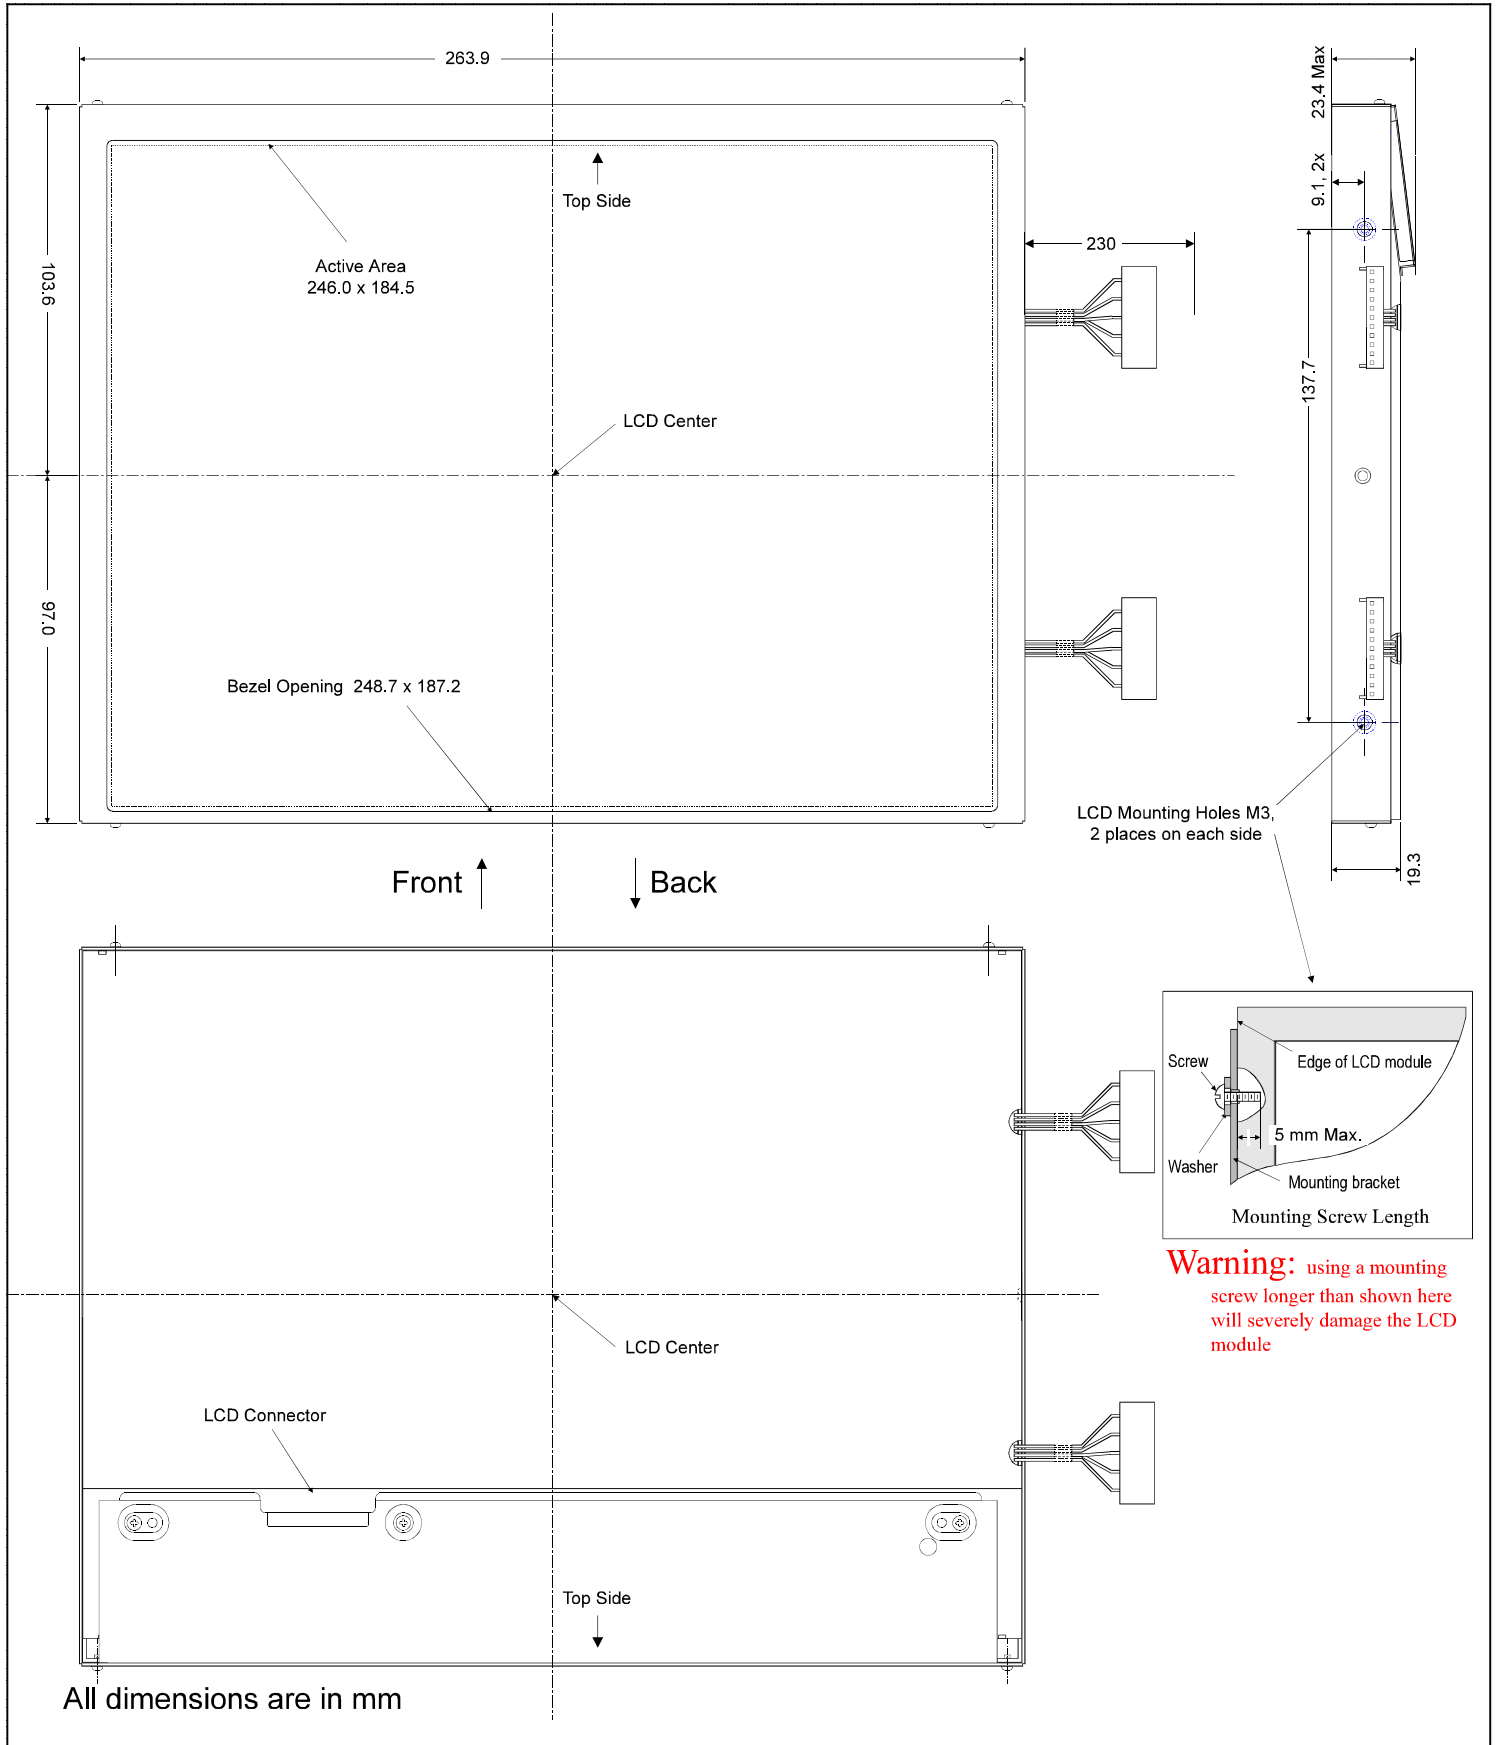 263.9
23.4 Max
Top Side
9.1, 2x
230
Active Area
246.0 x 184.5
103.6
137.7
LCD Center
97.0
Bezel Opening 248.7 x 187.2
LCD Mounting Holes M3,
2 places on each side
19.3
Front
Back
Screw
Edge of LCD module
5 mm Max.
Washer
Mounting bracket
Mounting Screw Length
Warning: using a mounting
screw longer than shown here
will severely damage the LCD
module
LCD Center
LCD Connector
Top Side
All dimensions are in mm